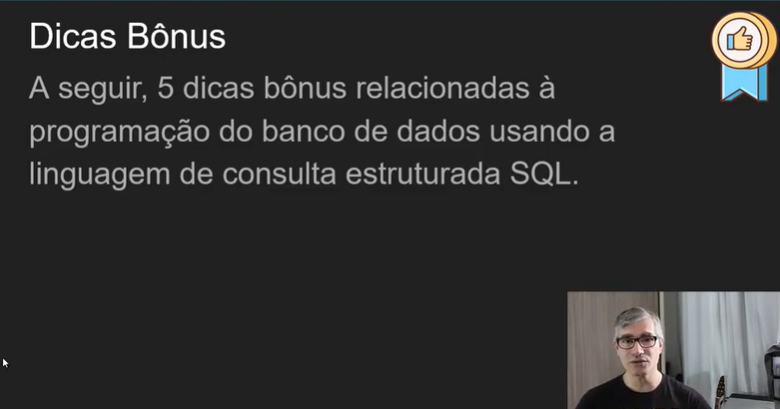 Dicas Bônus
A seguir, 5 dicas bônus relacionadas à
programação do banco de dados usando a
linguagem de consulta estruturada SQL.